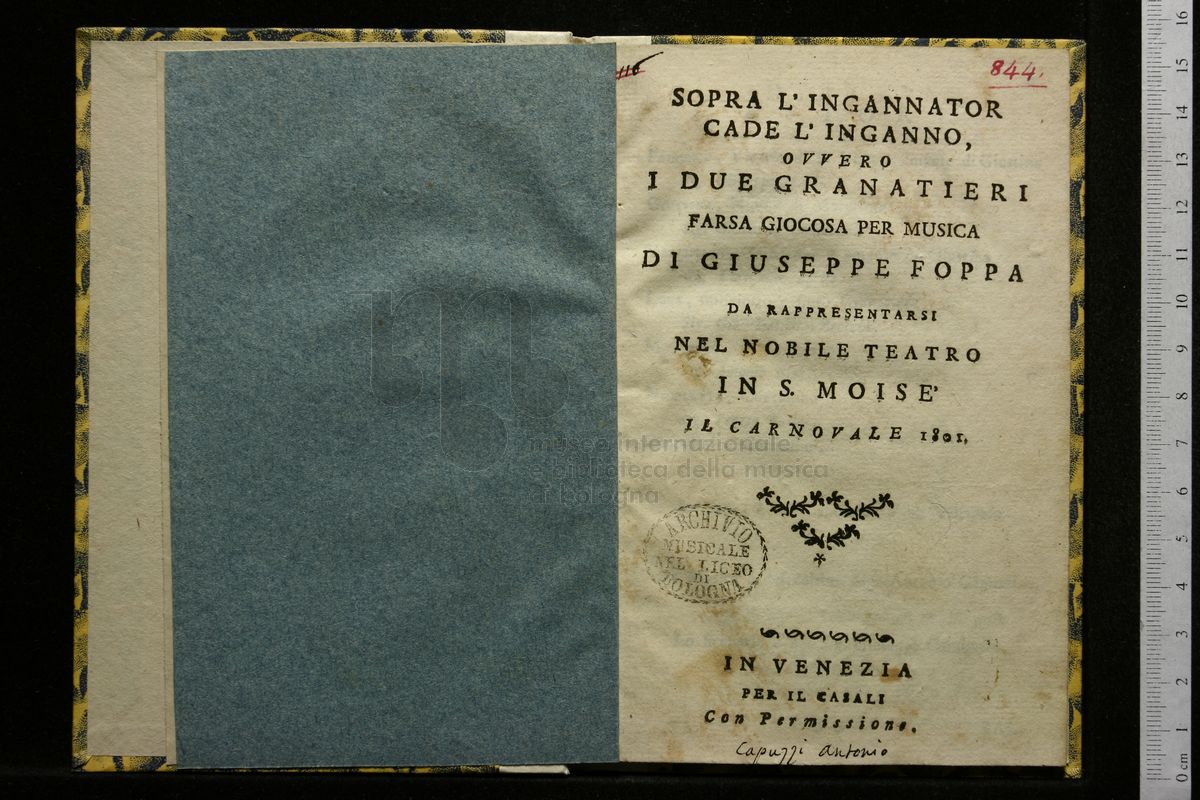 116
844.
SOPRA L' INGANNATOR
CADE L' INGANNO,
OVVERO
I DUE GRANATIERI
FARSA GIOCOSA PER MUSICA
DI GIUSEPPE FOPPA
DA RAPPRESENTARSI
NEL NOBILE TEATRO
IN S. MOISE'
IL CARNOVALE 1801.
museo internazionale
e biblioteca della musica
di bologna
ARCHIVIO
MUSICALE
NEL LICEO
DI
BOLOGNA
IN VENEZIA
PER IL CASALI
Con Permissione.
Capuzzi Antonio
0 cm 1 2 3 4 5 6 7 8 9 10 11 12 13 14 15 16